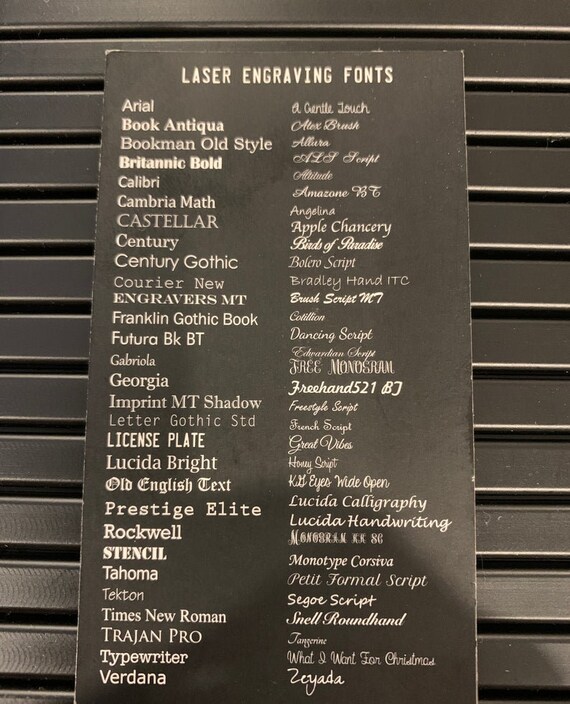 LASER ENGRAVING FONTS
Arial
Book Antiqua
Bookman Old Style
Britannic Bold
Calibri
Cambria Math
CASTELLAR
Century
Century Gothic
Courier New
ENGRAVERS MT
Franklin Gothic Book
Futura Bk BT
Gabriola
Georgia
Imprint MT Shadow
Letter Gothic Std
LICENSE PLATE
Lucida Bright
Old English Text
Prestige Elite
Rockwell
STENCIL
Tahoma
Tekton
Times New Roman
TRAJAN PRO
Typewriter
Verdana
A Gentle Touch
Alex Brush
Allura
ALS Script
Altitude
Amazone BT
Angelina
Apple Chancery
Birds of Paradise
Bolero Script
Bradley Hand ITC
Brush Script MT
Cotillion
Dancing Script
Edwardian Script
FREE MONOGRAM
Freehand521 BT
Freestyle Script
French Script
Great Vibes
Honey Script
KG Eyes Wide Open
Lucida Calligraphy
Lucida Handwriting
MONOGRAM KK SC
Monotype Corsiva
Petit Formal Script
Segoe Script
Snell Roundhand
Tangerine
What I Want For Christmas
Zeyada